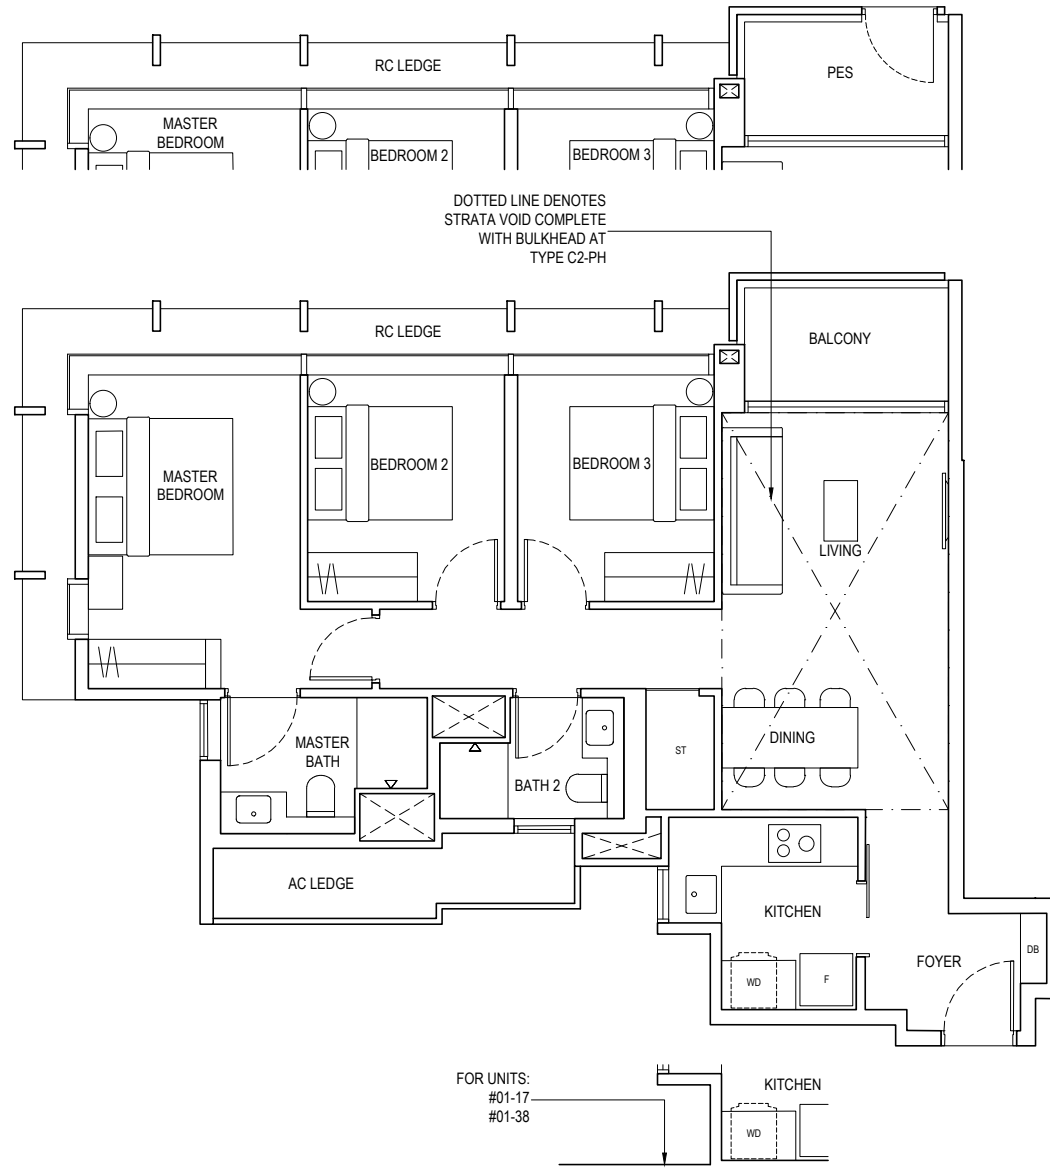 RC LEDGE
PES
MASTER
BEDROOM
BEDROOM 2
BEDROOM 3
DOTTED LINE DENOTES
STRATA VOID COMPLETE
WITH BULKHEAD AT
TYPE C2-PH
RC LEDGE
BALCONY
MASTER
BEDROOM
BEDROOM 2
BEDROOM 3
LIVING
MASTER
BATH
BATH 2
ST
DINING
AC LEDGE
KITCHEN
FOYER
DB
WD
F
FOR UNITS:
#01-17
#01-38
KITCHEN
WD